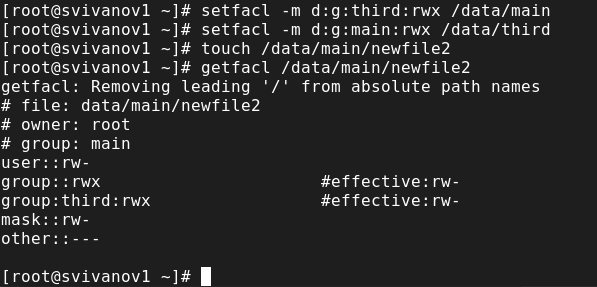 [root@svivanov1 ~]# setfacl -m d:g:third:rwx /data/main
[root@svivanov1 ~]# setfacl -m d:g:main:rwx /data/third
[root@svivanov1 ~]# touch /data/main/newfile2
[root@svivanov1 ~]# getfacl /data/main/newfile2
getfacl: Removing leading '/' from absolute path names
# file: data/main/newfile2
# owner: root
# group: main
user::rw-
group::rwx                      #effective:rw-
group:third:rwx                 #effective:rw-
mask::rw-
other::---
[root@svivanov1 ~]#